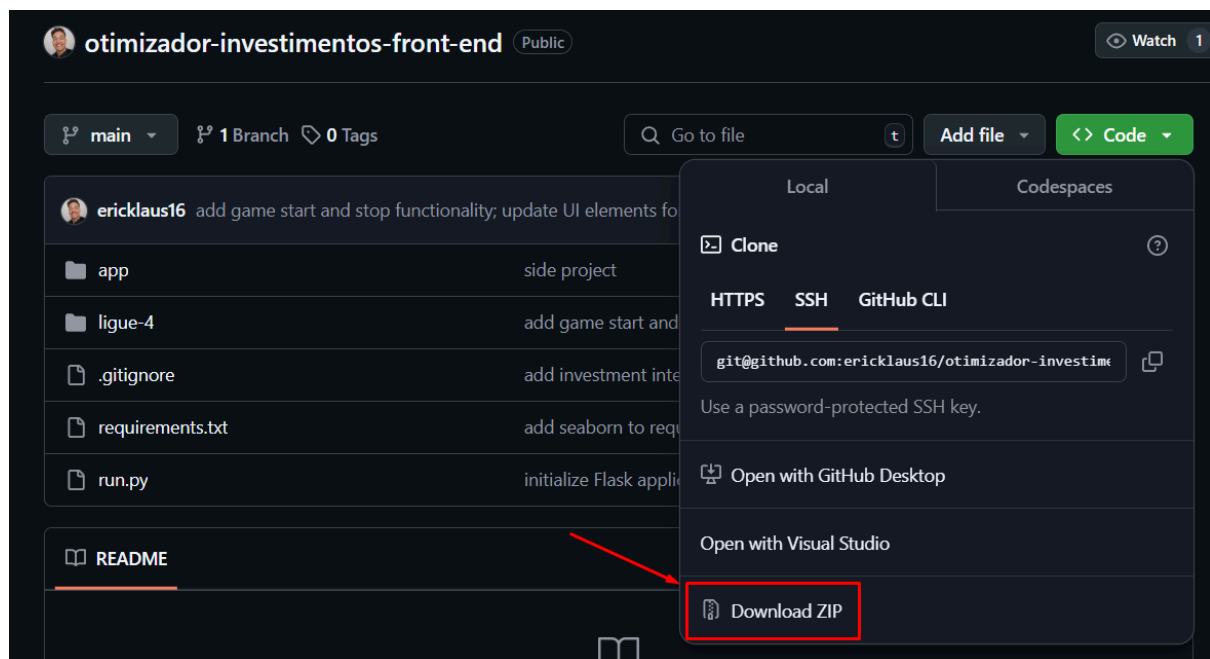 otimizador-investimentos-front-end Public
Watch 1
main 1 Branch 0 Tags
Go to file t
Add file
Code
ericklaus16 add game start and stop functionality; update UI elements fo
app side project
ligue-4 add game start and
.gitignore add investment inte
requirements.txt add seaborn to requ
run.py initialize Flask appli
README
Local Codespaces
Clone
HTTPS SSH GitHub CLI
git@github.com:ericklaus16/otimizador-investime
Use a password-protected SSH key.
Open with GitHub Desktop
Open with Visual Studio
Download ZIP